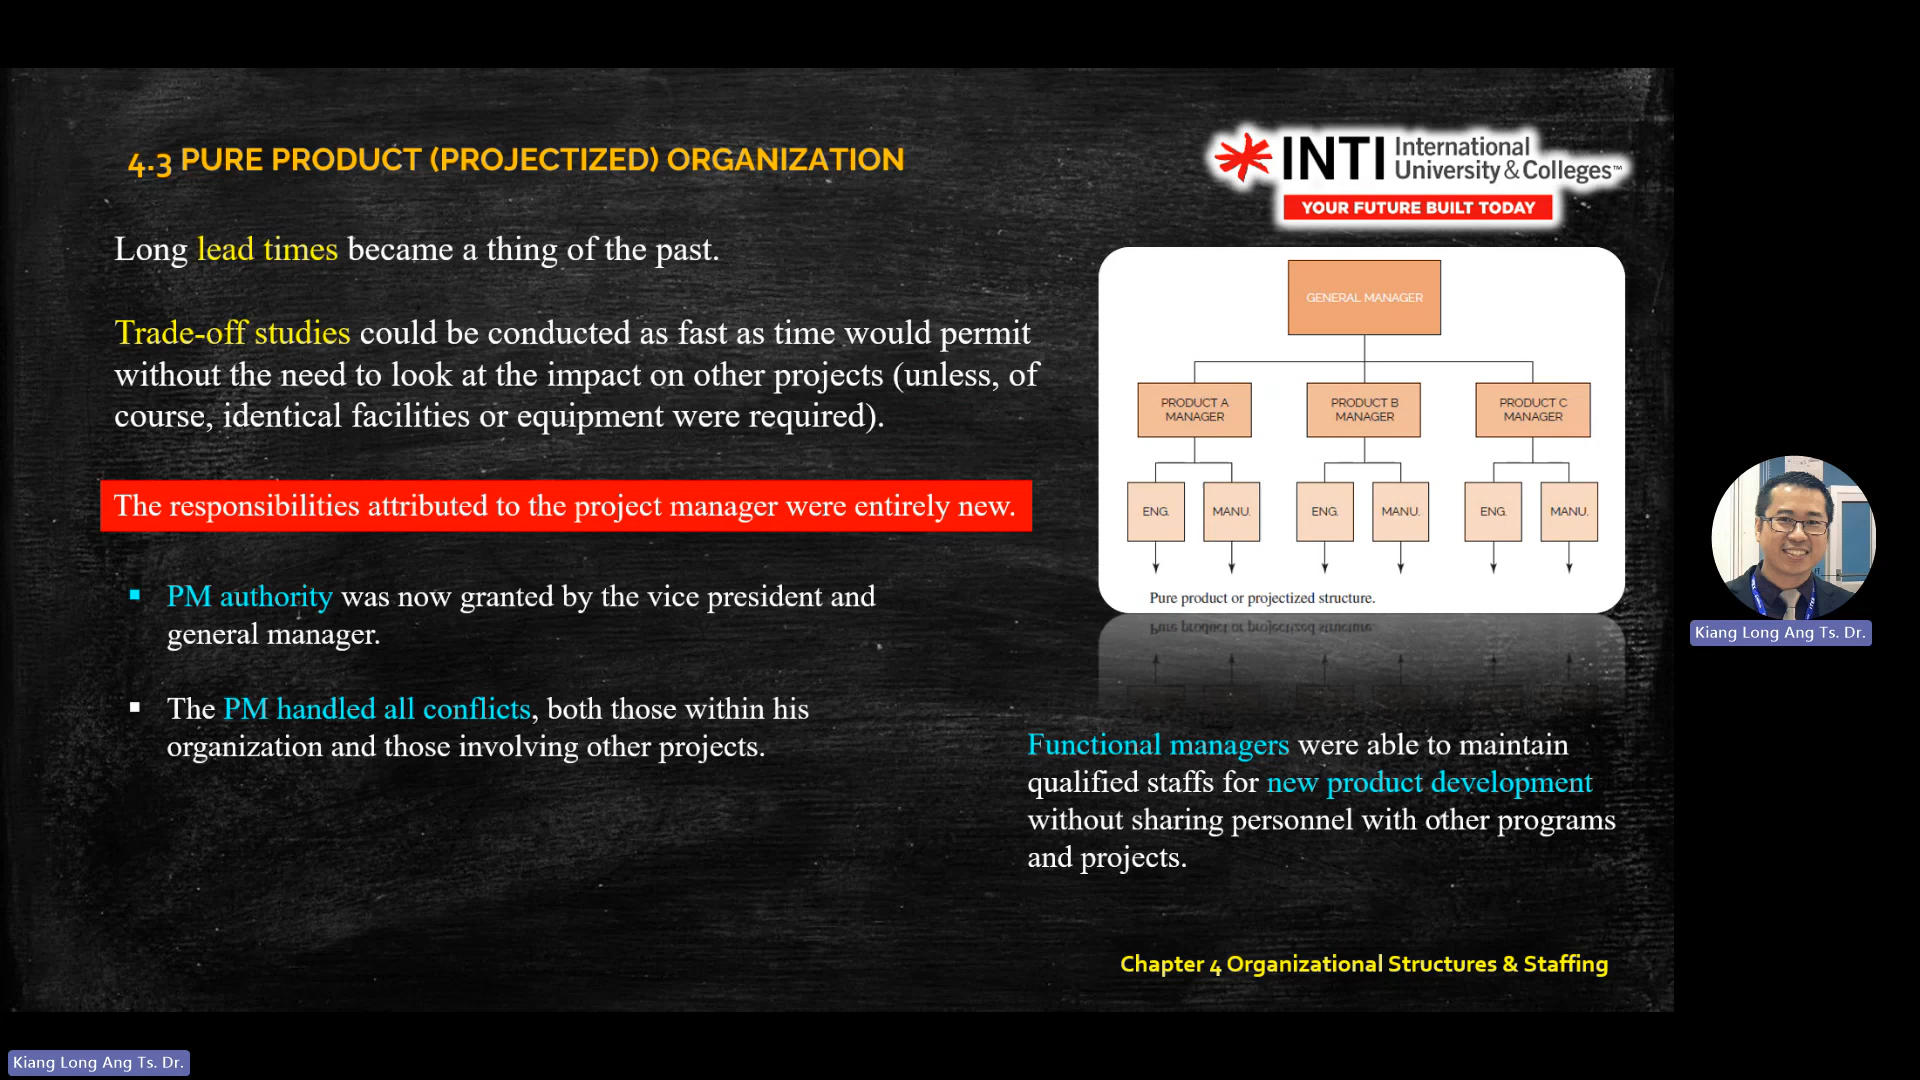 4.3 PURE PRODUCT (PROJECTIZED) ORGANIZATION
INTI International
University & Colleges™
YOUR FUTURE BUILT TODAY
Long lead times became a thing of the past.
Trade-off studies could be conducted as fast as time would permit
without the need to look at the impact on other projects (unless, of
course, identical facilities or equipment were required).
The responsibilities attributed to the project manager were entirely new.
▪ PM authority was now granted by the vice president and
general manager.
▪ The PM handled all conflicts, both those within his
organization and those involving other projects.
GENERAL MANAGER
PRODUCT A
MANAGER
PRODUCT B
MANAGER
PRODUCT C
MANAGER
ENG.
MANU.
ENG.
MANU.
ENG.
MANU.
Pure product or projectized structure.
Pure product or projectized structure.
Functional managers were able to maintain
qualified staffs for new product development
without sharing personnel with other programs
and projects.
Chapter 4 Organizational Structures & Staffing
Kiang Long Ang Ts. Dr.
Kiang Long Ang Ts. Dr.